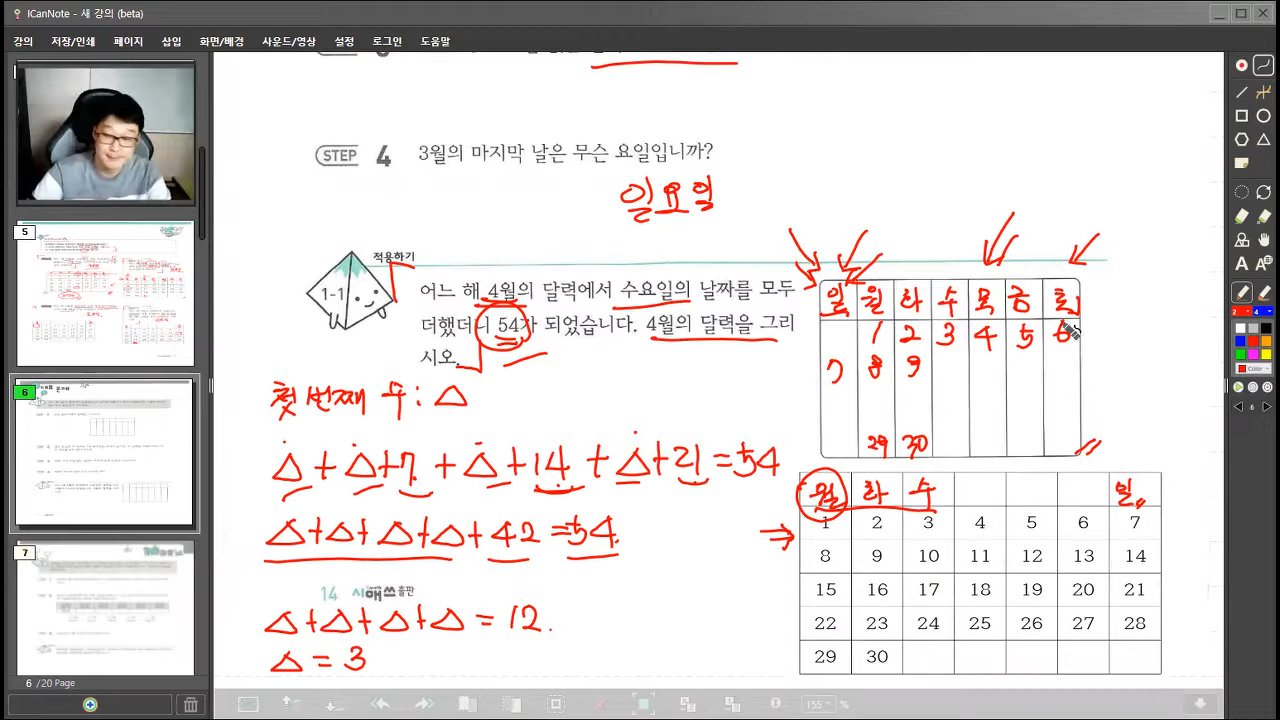 ICanNote - 새 강의 (beta)
강의 저장/인쇄 페이지 삽입 화면/배경 사운드/영상 설정 로그인 도움말
STEP 4 3월의 마지막 날은 무슨 요일입니까?
일요일
적용하기
1-1
어느 해 4월의 달력에서 수요일의 날짜를 모두
더했더니 54가 되었습니다. 4월의 달력을 그리
시오.
일 월 화 수 목 금 토
1 2 3 4 5 6
7 8 9
29 30
첫 번째 수: △
△ + △+7 + △+14 + △+21 = 54
△+△+△+△+42 = 54.
14 시매쓰출판
△+△+△+△ = 12.
△ = 3
월 화 수 일
1 2 3 4 5 6 7
8 9 10 11 12 13 14
15 16 17 18 19 20 21
22 23 24 25 26 27 28
29 30
5
6
7
6 /20 Page
155 %
2 4
Color
6